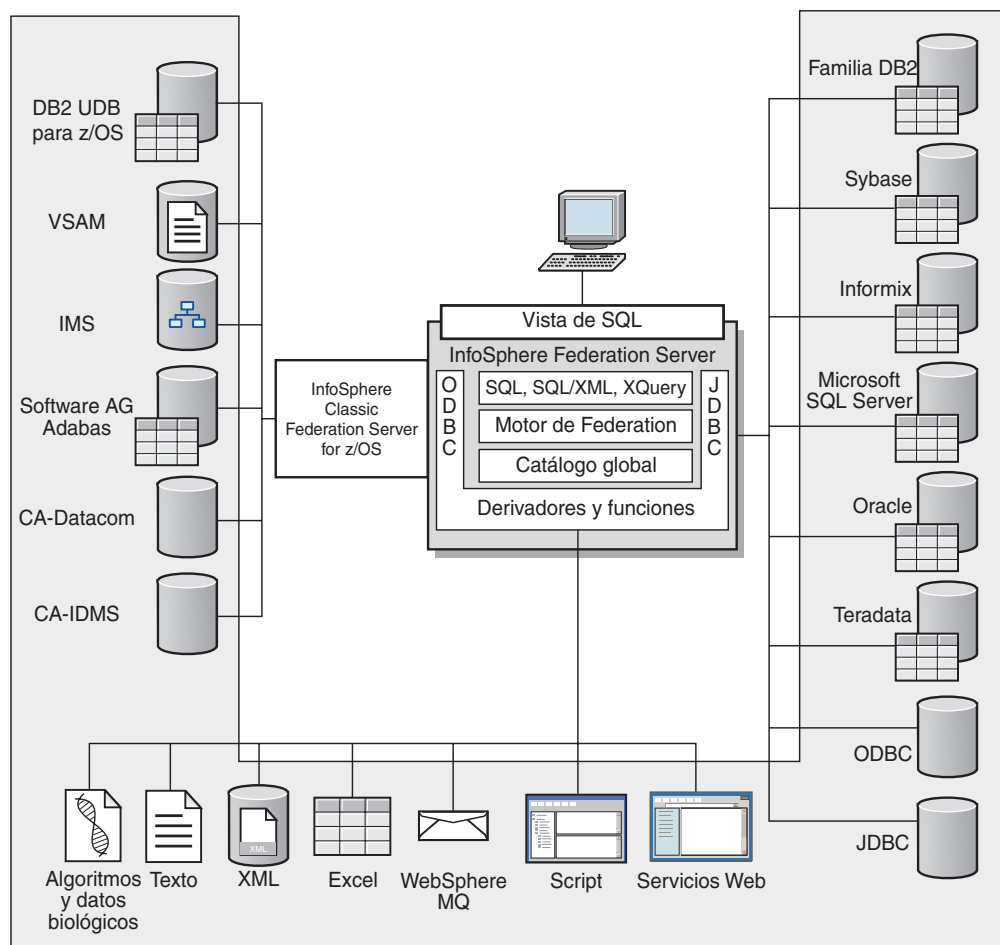 DB2 UDB
para z/OS
VSAM
IMS
Software AG
Adabas
CA-Datacom
CA-IDMS
InfoSphere
Classic
Federation Server
for z/OS
Vista de SQL
InfoSphere Federation Server
ODBC
SQL, SQL/XML, XQuery
Motor de Federation
Catálogo global
JDBC
Derivadores y funciones
Familia DB2
Sybase
Informix
Microsoft
SQL Server
Oracle
Teradata
ODBC
JDBC
XML
Algoritmos
y datos
biológicos
Texto
XML
Excel
WebSphere
MQ
Script
Servicios Web